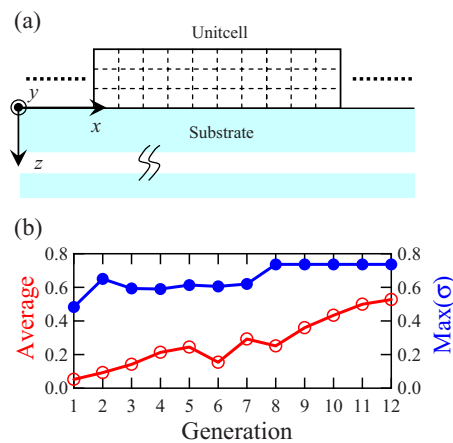 (a)
Unitcell
y
x
Substrate
z
(b)
0.8
0.6
0.4
0.2
0.0
Average
0.8
0.6
0.4
0.2
0.0
Max(σ)
1 2 3 4 5 6 7 8 9 10 11 12
Generation